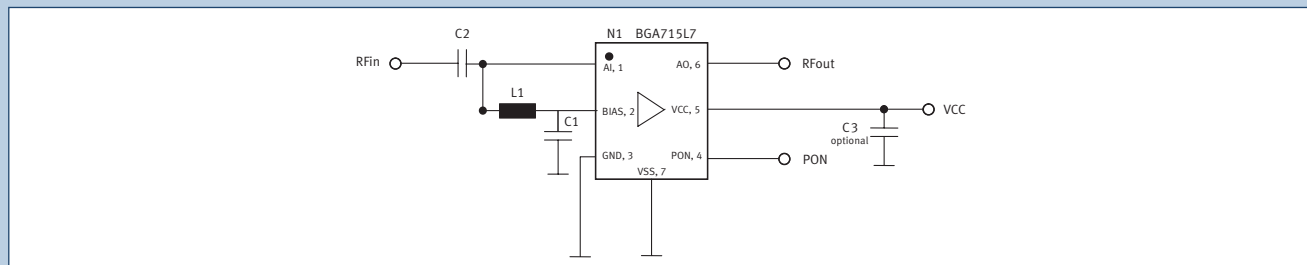 N1 BGA715L7
C2
RFin
AI, 1
AO, 6
RFout
L1
BIAS, 2
VCC, 5
VCC
C1
C3
optional
GND, 3
PON, 4
PON
VSS, 7